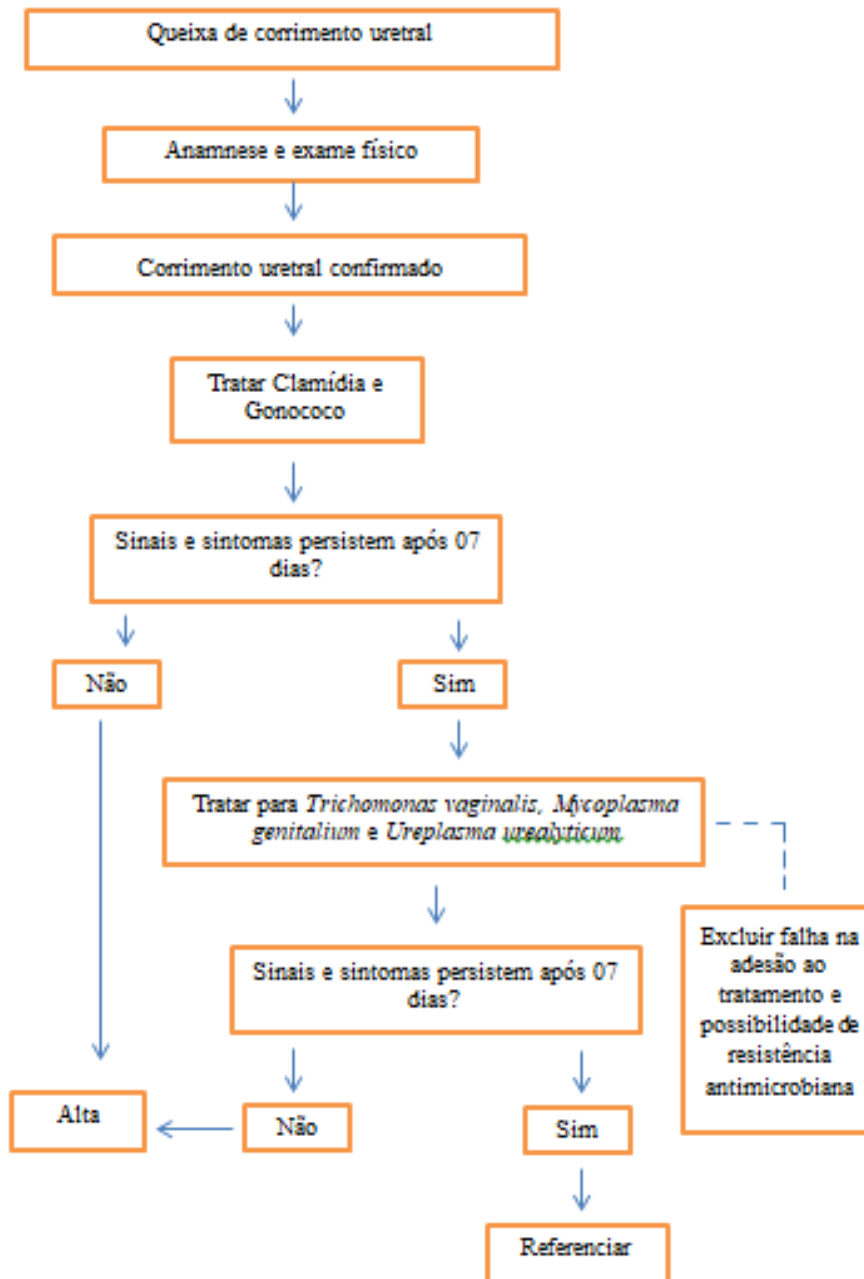 Queixa de corrimento uretral
Anamnese e exame físico
Corrimento uretral confirmado
Tratar Clamídia e
Gonococo
Sinais e sintomas persistem após 07
dias?
Não
Sim
Tratar para Trichomonas vaginalis, Mycoplasma
genitalium e Ureplasma urealyticum.
Excluir falha na
adesão ao
tratamento e
possibilidade de
resistência
antimicrobiana
Sinais e sintomas persistem após 07
dias?
Alta
Não
Sim
Referenciar